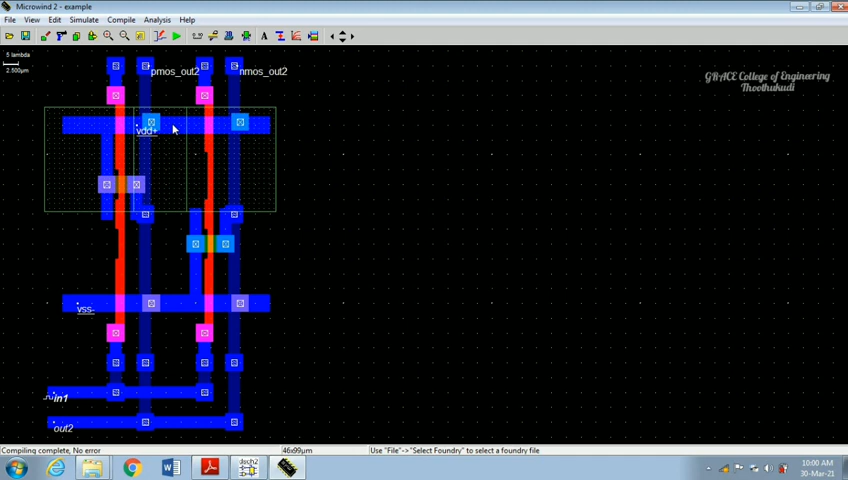 Microwind 2 - example
File View Edit Simulate Compile Analysis Help
5 lambda
2.500µm
pmos_out2
nmos_out2
GRACE College of Engineering
Thoothukudi
vdd+
vss-
in1
out2
Compiling complete, No error
46x99µm
Use "File"->"Select Foundry" to select a foundry file
10:00 AM
30-Mar-21